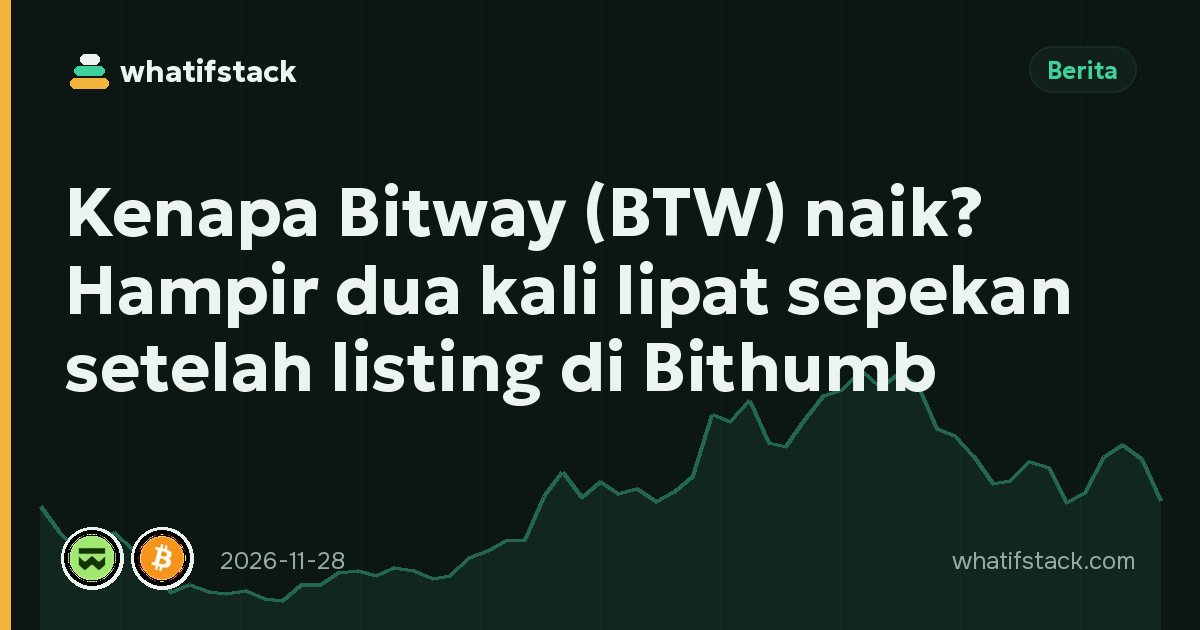 whatifstack
Berita
Kenapa Bitway (BTW) naik?
Hampir dua kali lipat sepekan
setelah listing di Bithumb
2026-11-28
whatifstack.com